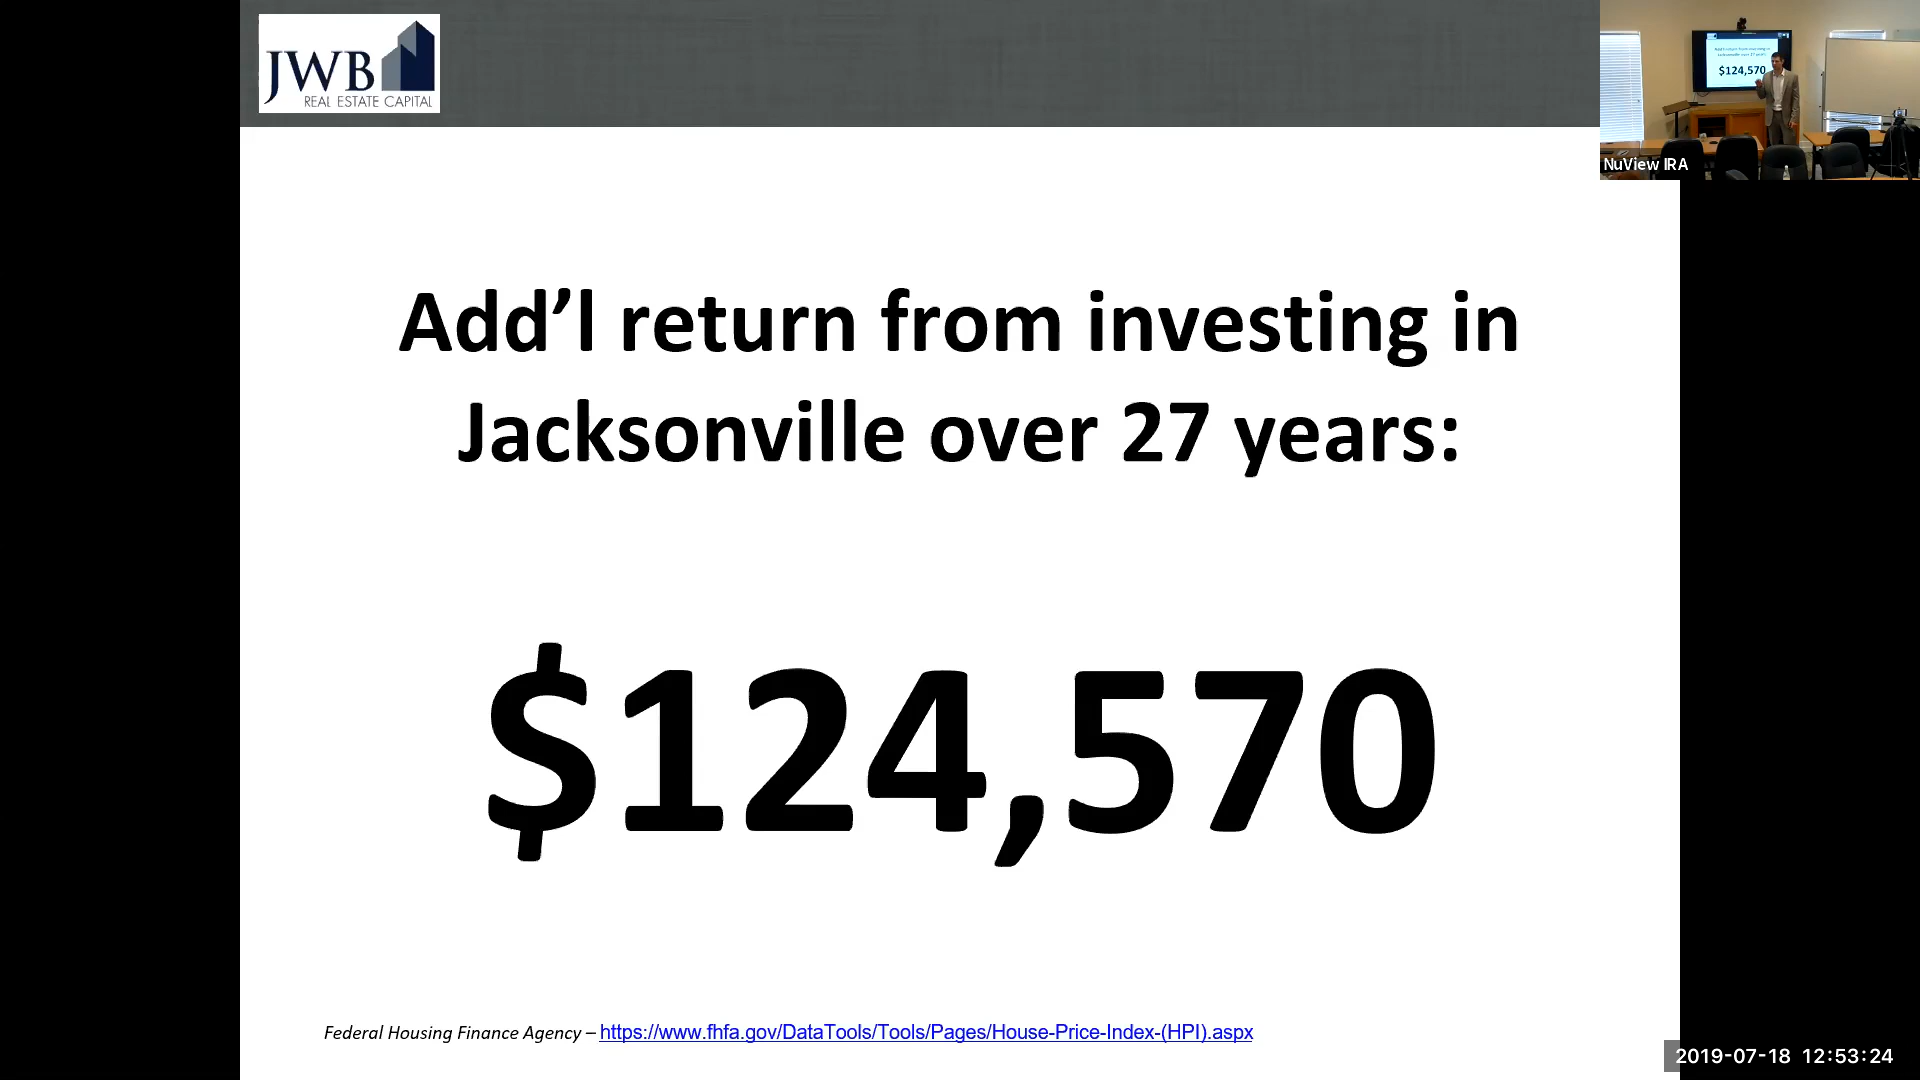 JWB
REAL ESTATE CAPITAL
$124,570
NuView IRA
Add’l return from investing in
Jacksonville over 27 years:
$124,570
Federal Housing Finance Agency – https://www.fhfa.gov/DataTools/Tools/Pages/House-Price-Index-(HPI).aspx
2019-07-18 12:53:24